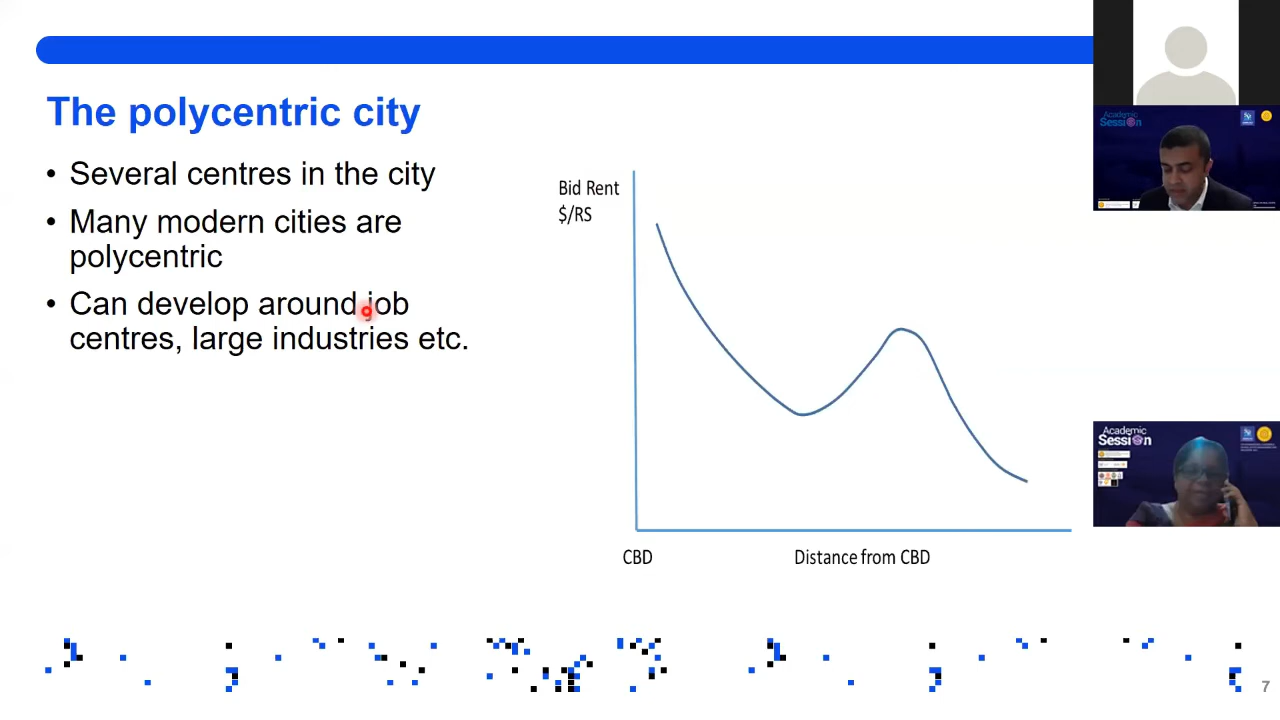 The polycentric city
• Several centres in the city
• Many modern cities are
polycentric
• Can develop around job
centres, large industries etc.
Bid Rent
$/RS
CBD
Distance from CBD
Academic
Session
Academic
Session
7